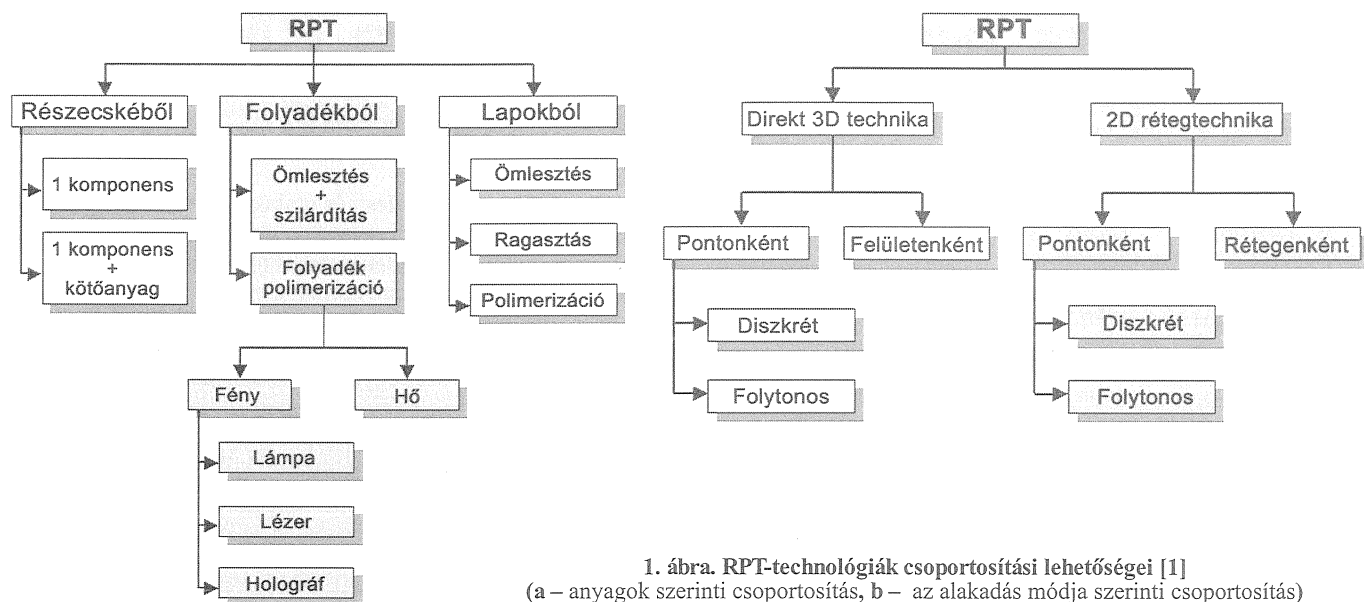 RPT
Részecskéből
Folyadékból
Lapokból
1 komponens
1 komponens
+
kötőanyag
Ömlesztés
+
szilárdítás
Folyadék
polimerizáció
Ömlesztés
Ragasztás
Polimerizáció
Fény
Hő
Lámpa
Lézer
Holográf
RPT
Direkt 3D technika
2D rétegtechnika
Pontonként
Felületenként
Pontonként
Rétegenként
Diszkrét
Folytonos
Diszkrét
Folytonos
1. ábra. RPT-technológiák csoportosítási lehetőségei [1]
(a – anyagok szerinti csoportosítás, b – az alakadás módja szerinti csoportosítás)